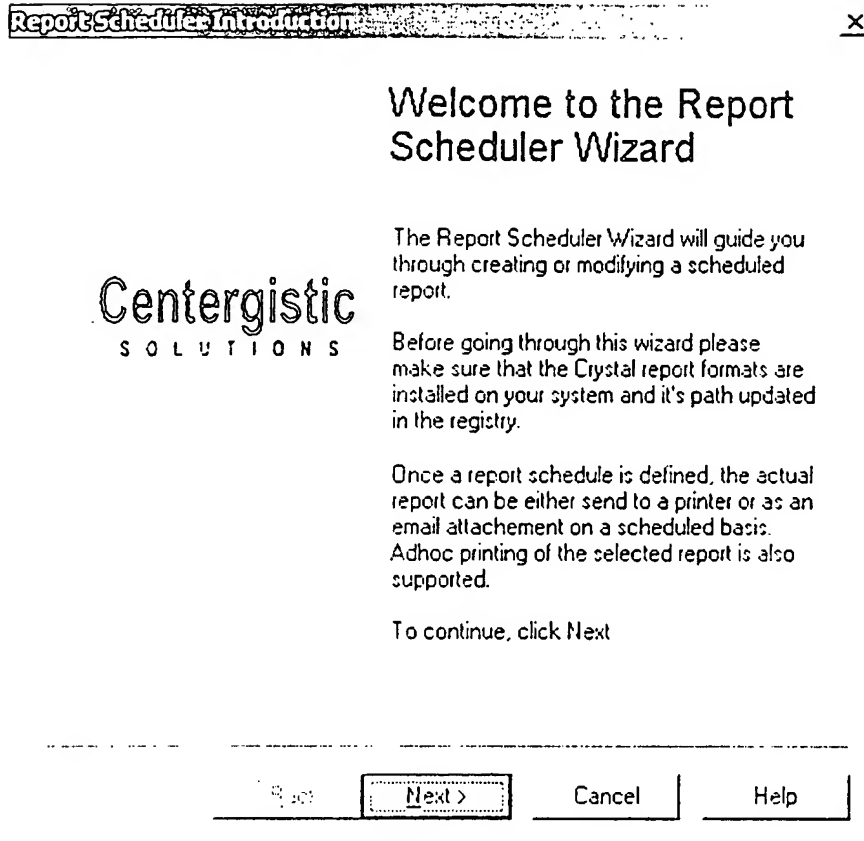 Report Scheduler Introduction
X
Welcome to the Report
Scheduler Wizard
The Report Scheduler Wizard will guide you
through creating or modifying a scheduled
report.
Centergistic
SOLUTIONS
Before going through this wizard please
make sure that the Crystal report formats are
installed on your system and it's path updated
in the registry.
Once a report schedule is defined, the actual
report can be either send to a printer or as an
email attachement on a scheduled basis.
Adhoc printing of the selected report is also
supported.
To continue, click Next
Next >
Cancel
Help